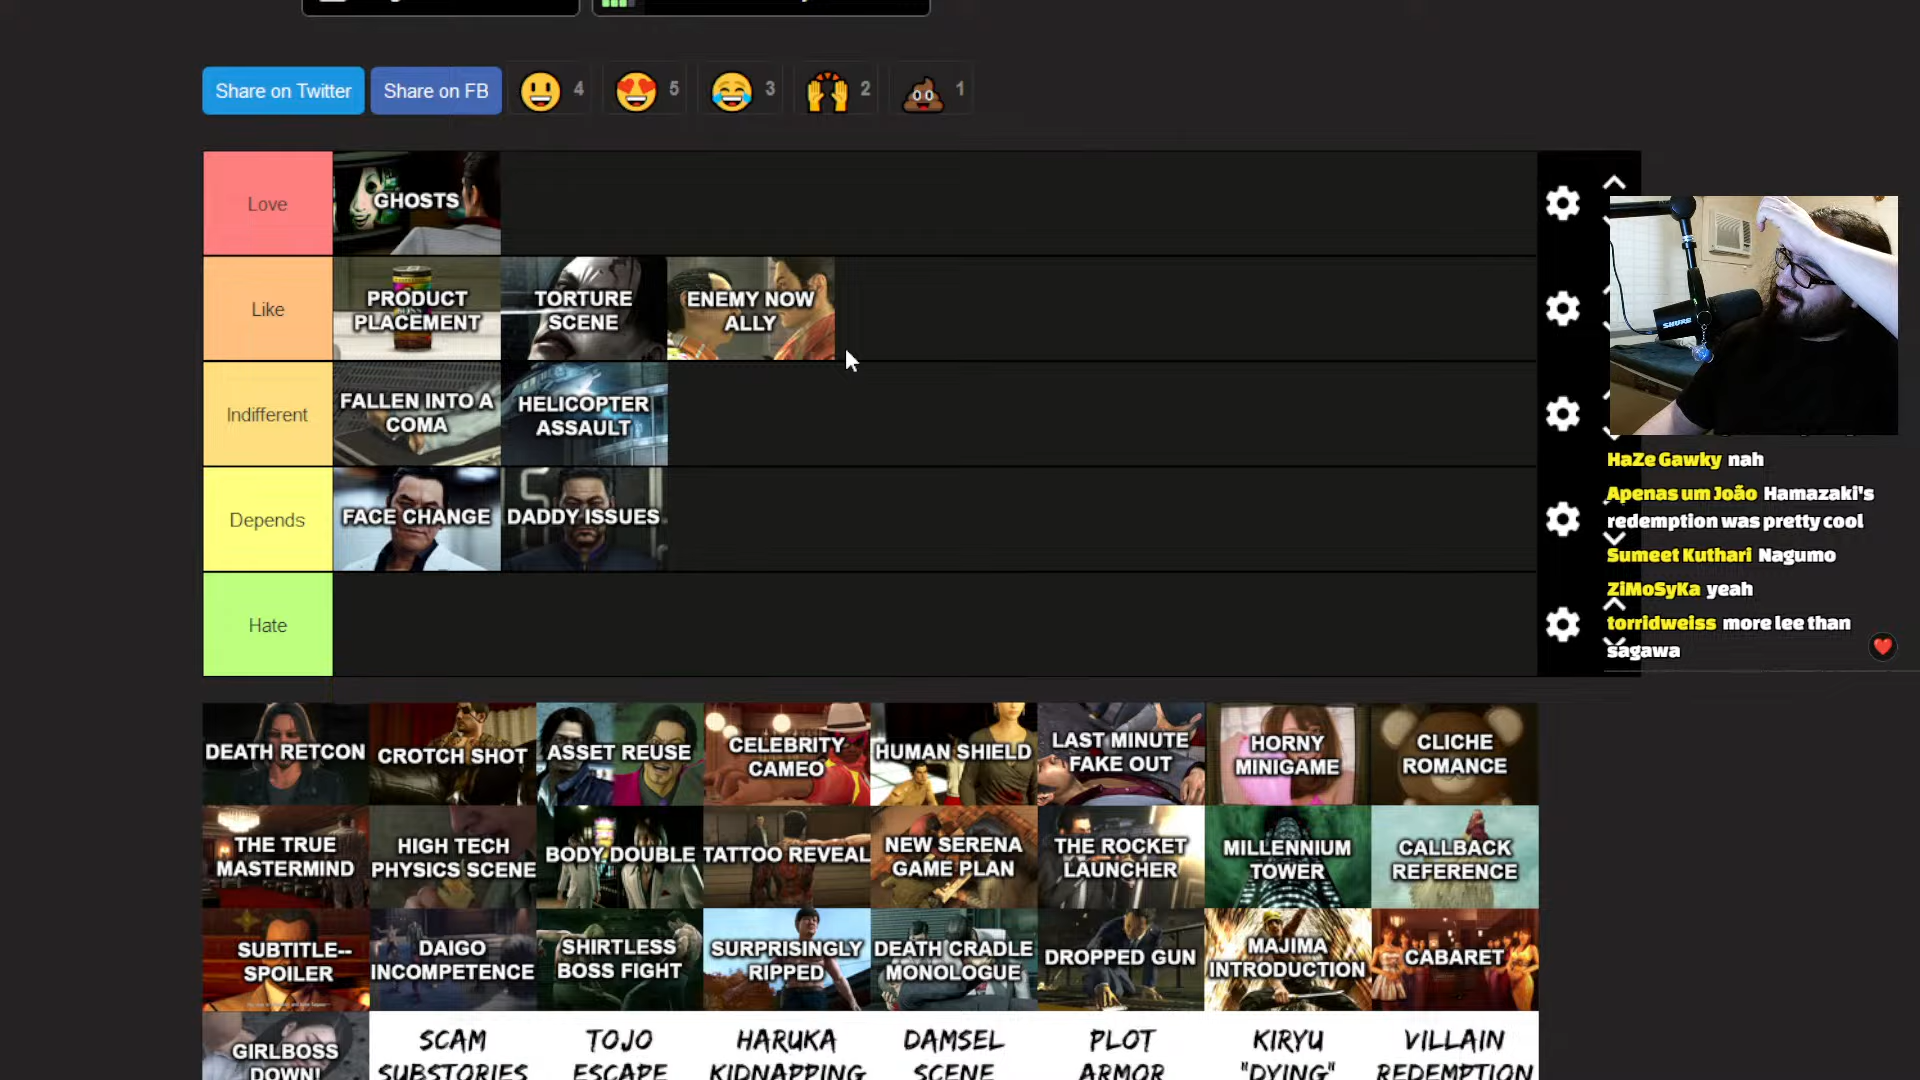 Share on Twitter
Share on FB
4
5
3
2
1
Love
GHOSTS
Like
PRODUCT
PLACEMENT
TORTURE
SCENE
ENEMY NOW
ALLY
Indifferent
FALLEN INTO A
COMA
HELICOPTER
ASSAULT
Depends
FACE CHANGE
DADDY ISSUES
Hate
SHURE
HaZe Gawky nah
Apenas um João Hamazaki's
redemption was pretty cool
Sumeet Kuthari Nagumo
ZiMoSyKa yeah
torridweiss more lee than
sagawa
DEATH RETCON
CROTCH SHOT
ASSET REUSE
CELEBRITY
CAMEO
HUMAN SHIELD
LAST MINUTE
FAKE OUT
HORNY
MINIGAME
CLICHE
ROMANCE
THE TRUE
MASTERMIND
HIGH TECH
PHYSICS SCENE
BODY DOUBLE
TATTOO REVEAL
NEW SERENA
GAME PLAN
THE ROCKET
LAUNCHER
MILLENNIUM
TOWER
CALLBACK
REFERENCE
SUBTITLE--
SPOILER
DAIGO
INCOMPETENCE
SHIRTLESS
BOSS FIGHT
SURPRISINGLY
RIPPED
DEATH CRADLE
MONOLOGUE
DROPPED GUN
MAJIMA
INTRODUCTION
CABARET
GIRLBOSS
DOWN!
SCAM
SUBSTORIES
TOJO
ESCAPE
HARUKA
KIDNAPPING
DAMSEL
SCENE
PLOT
ARMOR
KIRYU
"DYING"
VILLAIN
REDEMPTION